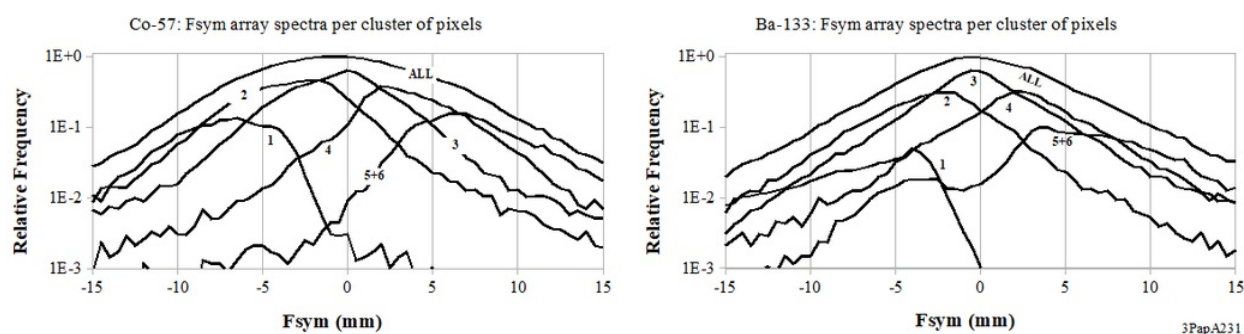 Co-57: Fsym array spectra per cluster of pixels
1E+0
1E-1
1E-2
1E-3
Relative Frequency
ALL
2
1
4
3
5+6
-15
-10
-5
0
5
10
15
Fsym (mm)
Ba-133: Fsym array spectra per cluster of pixels
1E+0
1E-1
1E-2
1E-3
Relative Frequency
3
ALL
2
4
5+6
1
-15
-10
-5
0
5
10
15
Fsym (mm)
3PapA231